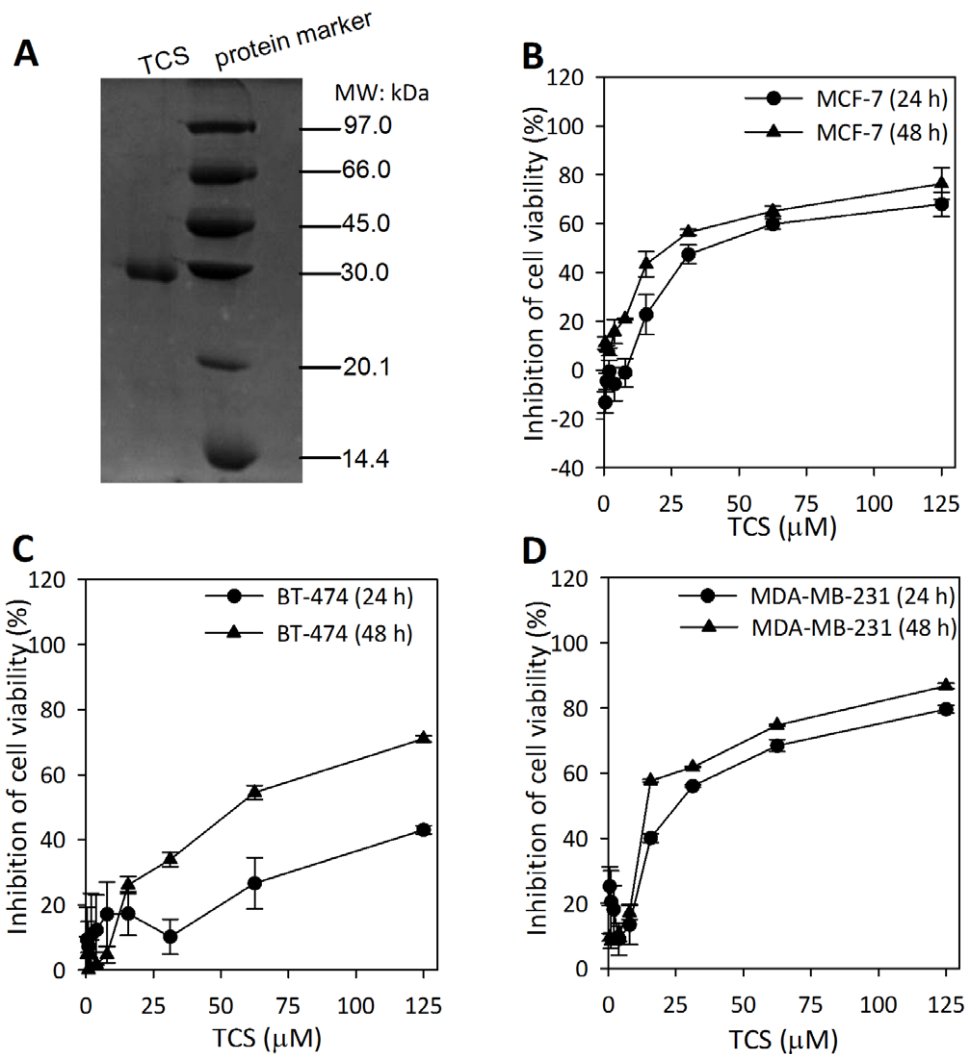 A
TCS protein marker
MW: kDa
97.0
66.0
45.0
30.0
20.1
14.4
B
Inhibition of cell viability (%)
120
100
80
60
40
20
0
-20
-40
MCF-7 (24 h)
MCF-7 (48 h)
0 25 50 75 100 125
TCS (μM)
C
Inhibition of cell viability (%)
120
100
80
60
40
20
0
BT-474 (24 h)
BT-474 (48 h)
0 25 50 75 100 125
TCS (μM)
D
Inhibition of cell viability (%)
120
100
80
60
40
20
0
MDA-MB-231 (24 h)
MDA-MB-231 (48 h)
0 25 50 75 100 125
TCS (μM)